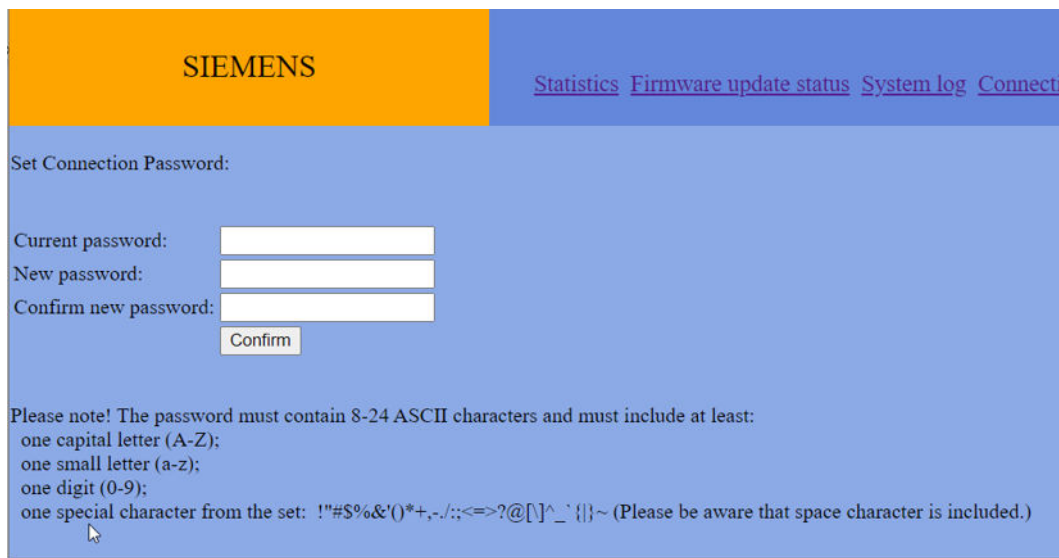 SIEMENS
Statistics Firmware update status System log Connecti
Set Connection Password:
Current password:
New password:
Confirm new password:
Confirm
Please note! The password must contain 8-24 ASCII characters and must include at least:
one capital letter (A-Z);
one small letter (a-z);
one digit (0-9);
one special character from the set:  !"#$%&'()*+,-./:;<=>?@[\]^_`{|}~ (Please be aware that space character is included.)